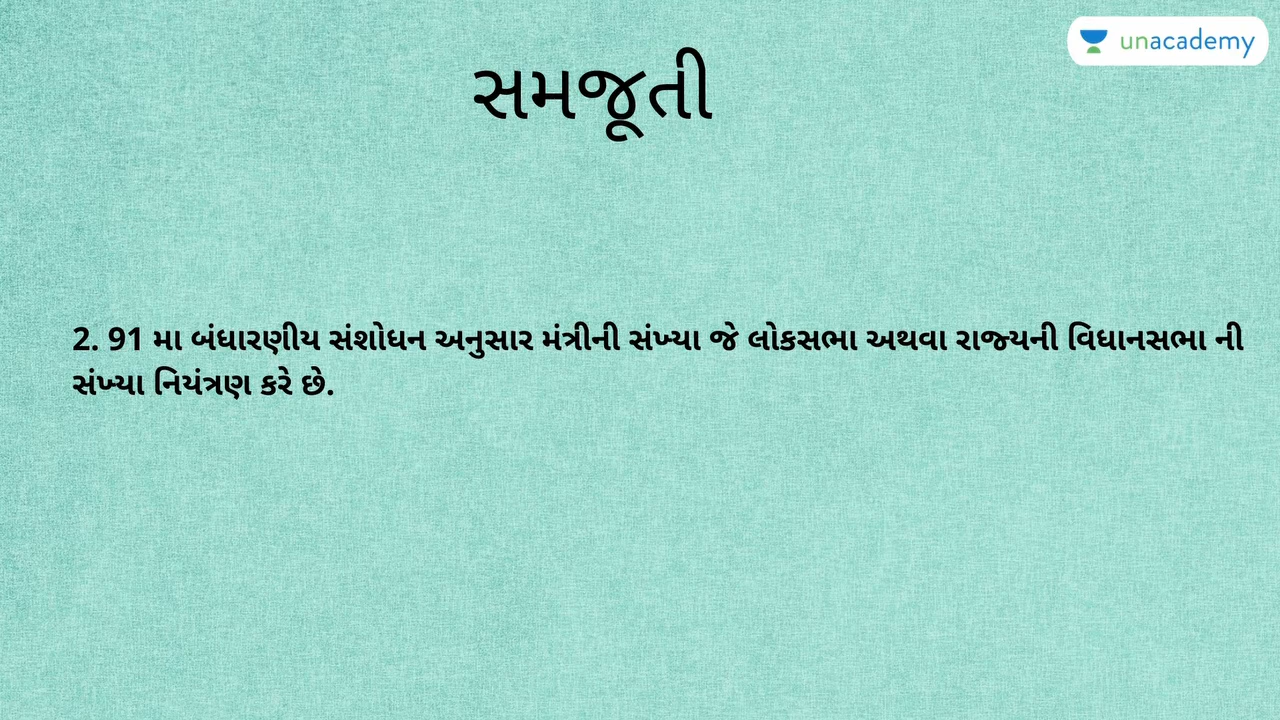 unacademy
સમજૂતી
2. 91 મા બંધારણીય સંશોધન અનુસાર મંત્રીની સંખ્યા જે લોકસભા અથવા રાજ્યની વિધાનસભા ની
સંખ્યા નિયંત્રણ કરે છે.